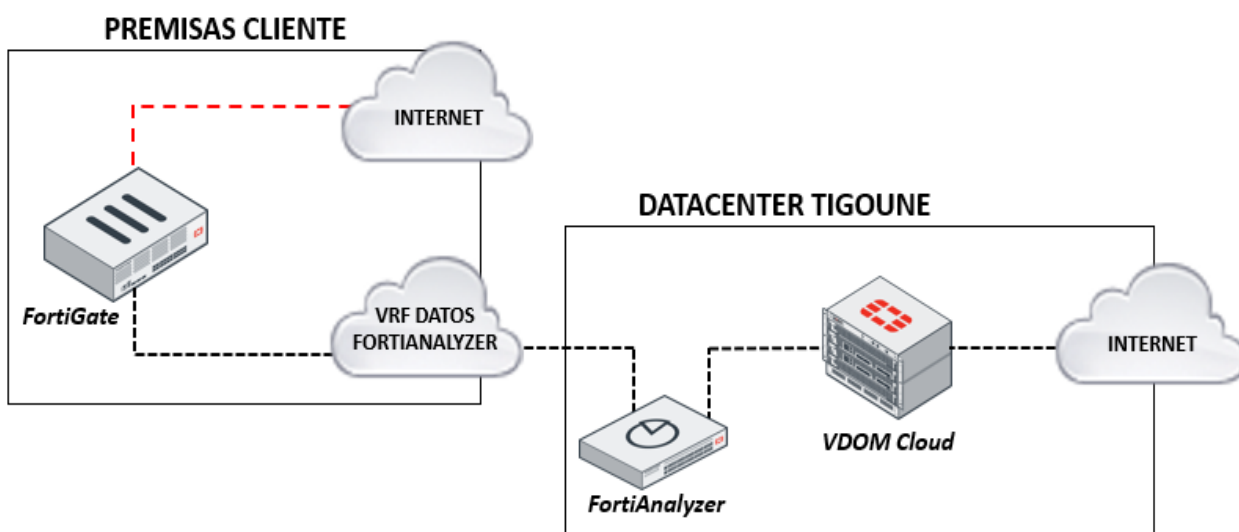 PREMISAS CLIENTE
INTERNET
FortiGate
VRF DATOS
FORTIANALYZER
DATACENTER TIGOUNE
INTERNET
VDOM Cloud
FortiAnalyzer